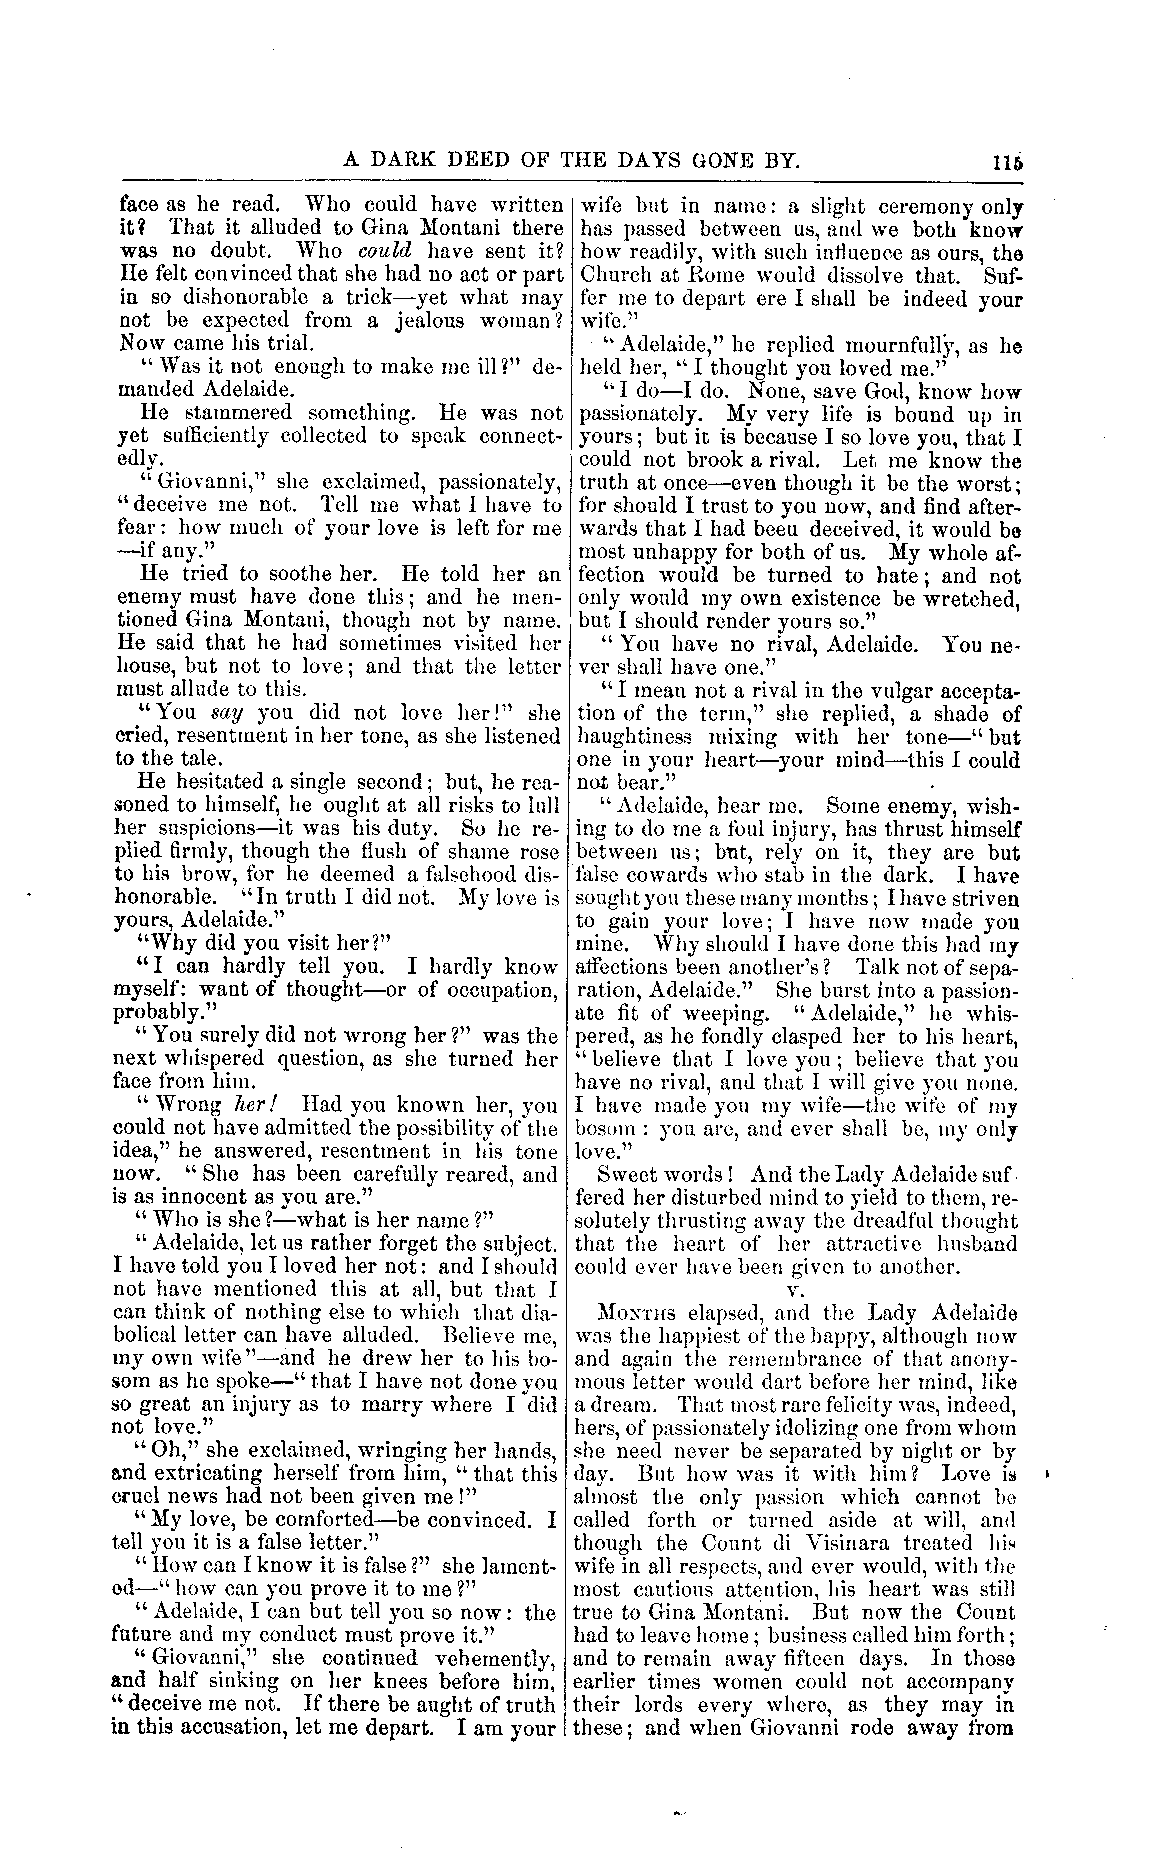 A DARK DEED OF THE DAYS GONE BY. 115
face as he read. Who could have written
it? That it alluded to Gina Montani there
was no doubt. Who could have sent it?
He felt convinced that she had no act or part
in so dishonorable a trick—yet what may
not be expected from a jealous woman?
Now came his trial.
“Was it not enough to make me ill?” de-
manded Adelaide.
He stammered something. He was not
yet sufficiently collected to speak connect-
edly.
“Giovanni,” she exclaimed, passionately,
“deceive me not. Tell me what I have to
fear: how much of your love is left for me
—if any.”
He tried to soothe her. He told her an
enemy must have done this; and he men-
tioned Gina Montani, though not by name.
He said that he had sometimes visited her
house, but not to love; and that the letter
must allude to this.
“You say you did not love her!” she
cried, resentment in her tone, as she listened
to the tale.
He hesitated a single second; but, he rea-
soned to himself, he ought at all risks to lull
her suspicions—it was his duty. So he re-
plied firmly, though the flush of shame rose
to his brow, for he deemed a falsehood dis-
honorable. “In truth I did not. My love is
yours, Adelaide.”
“Why did you visit her?”
“I can hardly tell you. I hardly know
myself: want of thought—or of occupation,
probably.”
“You surely did not wrong her?” was the
next whispered question, as she turned her
face from him.
“Wrong her! Had you known her, you
could not have admitted the possibility of the
idea,” he answered, resentment in his tone
now. “She has been carefully reared, and
is as innocent as you are.”
“Who is she?—what is her name?”
“Adelaide, let us rather forget the subject.
I have told you I loved her not: and I should
not have mentioned this at all, but that I
can think of nothing else to which that dia-
bolical letter can have alluded. Believe me,
my own wife”—and he drew her to his bo-
som as he spoke—“that I have not done you
so great an injury as to marry where I did
not love.”
“Oh,” she exclaimed, wringing her hands,
and extricating herself from him, “that this
cruel news had not been given me!”
“My love, be comforted—be convinced. I
tell you it is a false letter.”
“How can I know it is false?” she lament-
ed—“how can you prove it to me?”
“Adelaide, I can but tell you so now: the
future and my conduct must prove it.”
“Giovanni,” she continued vehemently,
and half sinking on her knees before him,
“deceive me not. If there be aught of truth
in this accusation, let me depart. I am your
wife but in name: a slight ceremony only
has passed between us, and we both know
how readily, with such influence as ours, the
Church at Rome would dissolve that. Suf-
fer me to depart ere I shall be indeed your
wife.”
“Adelaide,” he replied mournfully, as he
held her, “I thought you loved me.”
“I do—I do. None, save God, know how
passionately. My very life is bound up in
yours; but it is because I so love you, that I
could not brook a rival. Let me know the
truth at once—even though it be the worst;
for should I trust to you now, and find after-
wards that I had been deceived, it would be
most unhappy for both of us. My whole af-
fection would be turned to hate; and not
only would my own existence be wretched,
but I should render yours so.”
“You have no rival, Adelaide. You ne-
ver shall have one.”
“I mean not a rival in the vulgar accepta-
tion of the term,” she replied, a shade of
haughtiness mixing with her tone—“but
one in your heart—your mind—this I could
not bear.”
“Adelaide, hear me. Some enemy, wish-
ing to do me a foul injury, has thrust himself
between us; but, rely on it, they are but
false cowards who stab in the dark. I have
sought you these many months; I have striven
to gain your love; I have now made you
mine. Why should I have done this had my
affections been another’s? Talk not of sepa-
ration, Adelaide.” She burst into a passion-
ate fit of weeping. “Adelaide,” he whis-
pered, as he fondly clasped her to his heart,
“believe that I love you; believe that you
have no rival, and that I will give you none.
I have made you my wife—the wife of my
bosom: you are, and ever shall be, my only
love.”
Sweet words! And the Lady Adelaide suf-
fered her disturbed mind to yield to them, re-
solutely thrusting away the dreadful thought
that the heart of her attractive husband
could ever have been given to another.
V.
MONTHS elapsed, and the Lady Adelaide
was the happiest of the happy, although now
and again the remembrance of that anony-
mous letter would dart before her mind, like
a dream. That most rare felicity was, indeed,
hers, of passionately idolizing one from whom
she need never be separated by night or by
day. But how was it with him? Love is
almost the only passion which cannot be
called forth or turned aside at will, and
though the Count di Visinara treated his
wife in all respects, and ever would, with the
most cautious attention, his heart was still
true to Gina Montani. But now the Count
had to leave home; business called him forth;
and to remain away fifteen days. In those
earlier times women could not accompany
their lords every where, as they may in
these; and when Giovanni rode away from